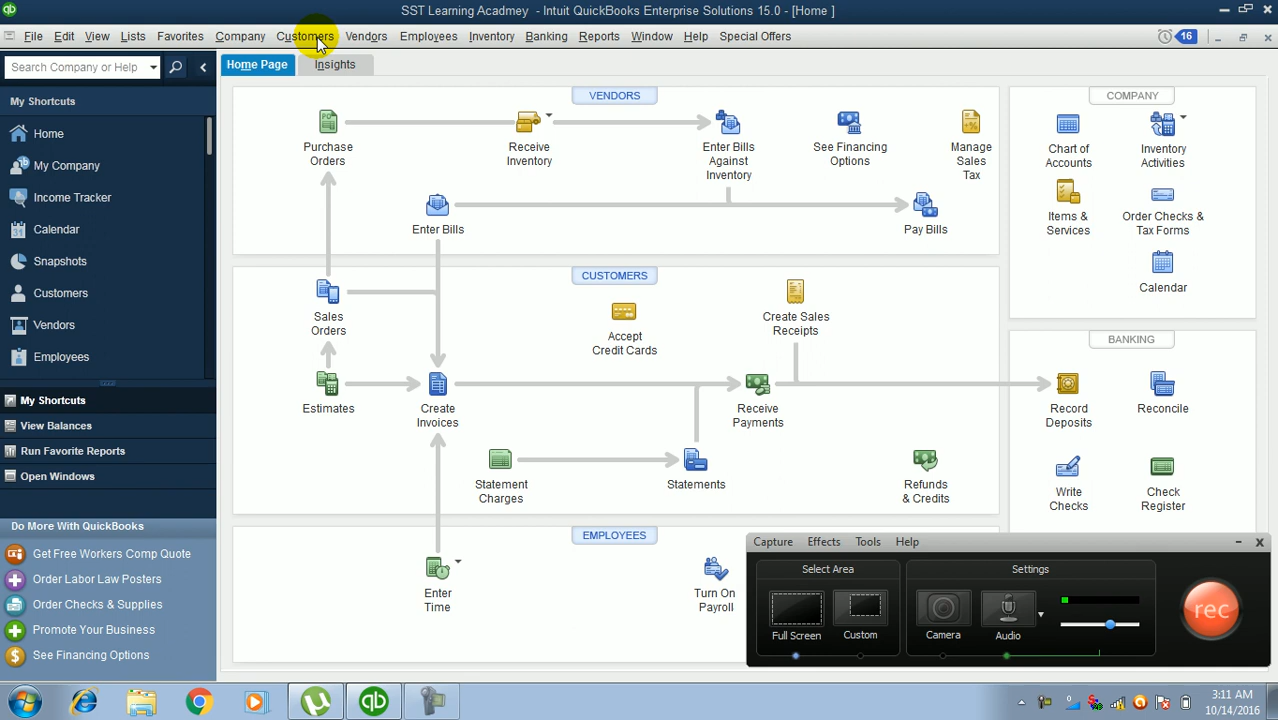 SST Learning Acadmey - Intuit QuickBooks Enterprise Solutions 15.0 - [Home ]
File Edit View Lists Favorites Company Customers Vendors Employees Inventory Banking Reports Window Help Special Offers
16
Search Company or Help
Home Page Insights
My Shortcuts
Home
My Company
Income Tracker
Calendar
Snapshots
Customers
Vendors
Employees
My Shortcuts
View Balances
Run Favorite Reports
Open Windows
Do More With QuickBooks
Get Free Workers Comp Quote
Order Labor Law Posters
Order Checks & Supplies
Promote Your Business
See Financing Options
VENDORS
Purchase
Orders
Receive
Inventory
Enter Bills
Against
Inventory
See Financing
Options
Manage
Sales
Tax
Enter Bills
Pay Bills
CUSTOMERS
Sales
Orders
Accept
Credit Cards
Create Sales
Receipts
Estimates
Create
Invoices
Receive
Payments
Statement
Charges
Statements
Refunds
& Credits
EMPLOYEES
Enter
Time
Turn On
Payroll
COMPANY
Chart of
Accounts
Inventory
Activities
Items &
Services
Order Checks &
Tax Forms
Calendar
BANKING
Record
Deposits
Reconcile
Write
Checks
Check
Register
Capture Effects Tools Help
Select Area
Full Screen
Custom
Settings
Camera
Audio
rec
3:11 AM
10/14/2016